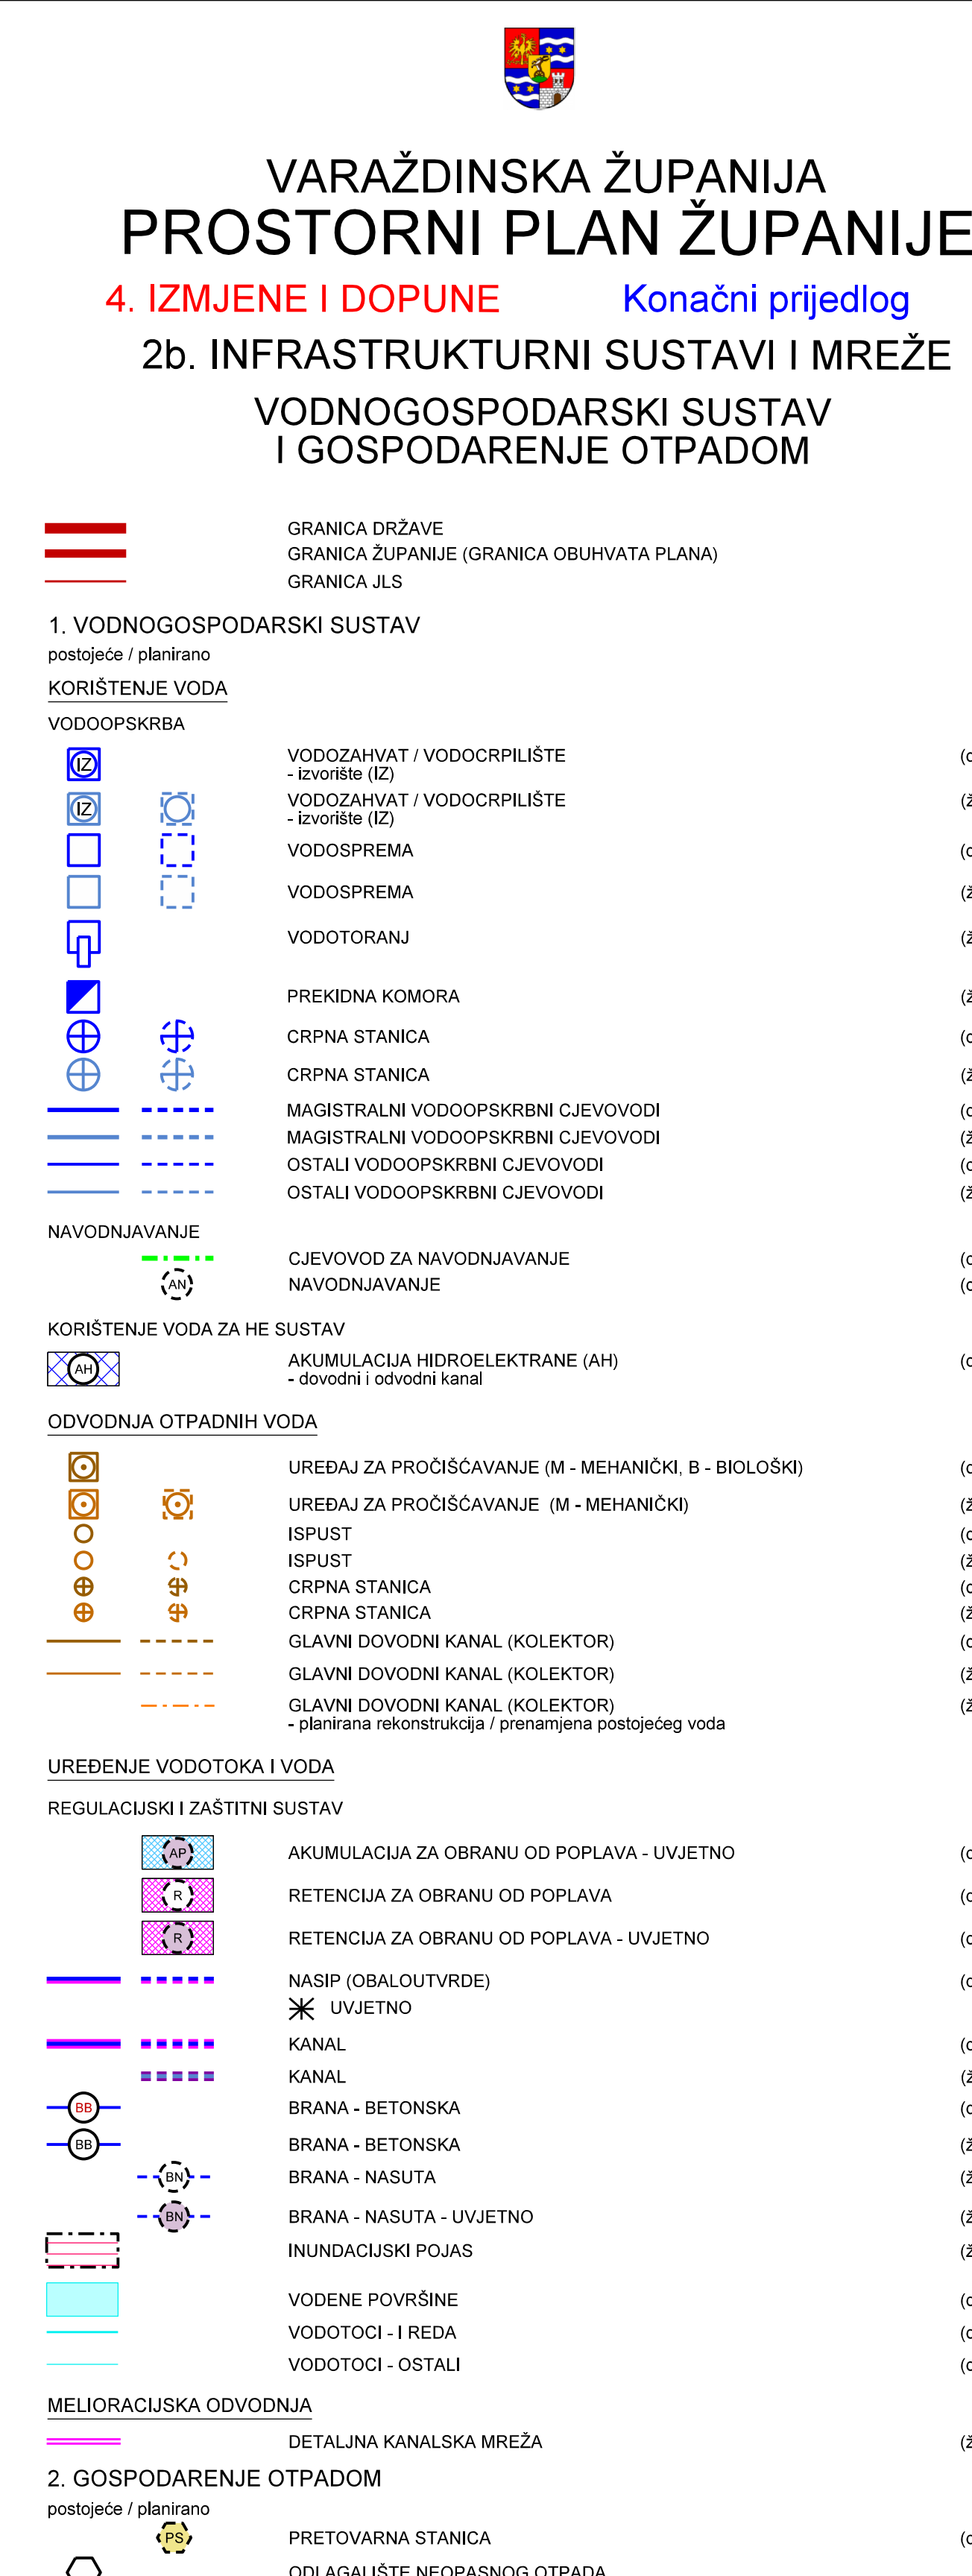 VARAŽDINSKA ŽUPANIJA
PROSTORNI PLAN ŽUPANIJE
4. IZMJENE I DOPUNE Konačni prijedlog
2b. INFRASTRUKTURNI SUSTAVI I MREŽE
VODNOGOSPODARSKI SUSTAV
I GOSPODARENJE OTPADOM
GRANICA DRŽAVE
GRANICA ŽUPANIJE (GRANICA OBUHVATA PLANA)
GRANICA JLS
1. VODNOGOSPODARSKI SUSTAV
postojeće / planirano
KORIŠTENJE VODA
VODOOPSKRBA
IZ VODOZAHVAT / VODOCRPILIŠTE
- izvorište (IZ)
IZ VODOZAHVAT / VODOCRPILIŠTE
- izvorište (IZ)
VODOSPREMA
VODOSPREMA
VODOTORANJ
PREKIDNA KOMORA
CRPNA STANICA
CRPNA STANICA
MAGISTRALNI VODOOPSKRBNI CJEVOVODI
MAGISTRALNI VODOOPSKRBNI CJEVOVODI
OSTALI VODOOPSKRBNI CJEVOVODI
OSTALI VODOOPSKRBNI CJEVOVODI
NAVODNJAVANJE
CJEVOVOD ZA NAVODNJAVANJE
AN NAVODNJAVANJE
KORIŠTENJE VODA ZA HE SUSTAV
AH AKUMULACIJA HIDROELEKTRANE (AH)
- dovodni i odvodni kanal
ODVODNJA OTPADNIH VODA
UREĐAJ ZA PROČIŠĆAVANJE (M - MEHANIČKI, B - BIOLOŠKI)
UREĐAJ ZA PROČIŠĆAVANJE (M - MEHANIČKI)
ISPUST
ISPUST
CRPNA STANICA
CRPNA STANICA
GLAVNI DOVODNI KANAL (KOLEKTOR)
GLAVNI DOVODNI KANAL (KOLEKTOR)
GLAVNI DOVODNI KANAL (KOLEKTOR)
- planirana rekonstrukcija / prenamjena postojećeg voda
UREĐENJE VODOTOKA I VODA
REGULACIJSKI I ZAŠTITNI SUSTAV
AP AKUMULACIJA ZA OBRANU OD POPLAVA - UVJETNO
R RETENCIJA ZA OBRANU OD POPLAVA
R RETENCIJA ZA OBRANU OD POPLAVA - UVJETNO
NASIP (OBALOUTVRDE)
UVJETNO
KANAL
KANAL
BB BRANA - BETONSKA
BB BRANA - BETONSKA
BN BRANA - NASUTA
BN BRANA - NASUTA - UVJETNO
INUNDACIJSKI POJAS
VODENE POVRŠINE
VODOTOCI - I REDA
VODOTOCI - OSTALI
MELIORACIJSKA ODVODNJA
DETALJNA KANALSKA MREŽA
2. GOSPODARENJE OTPADOM
postojeće / planirano
PS PRETOVARNA STANICA
ODLAGALIŠTE NEOPASNOG OTPADA